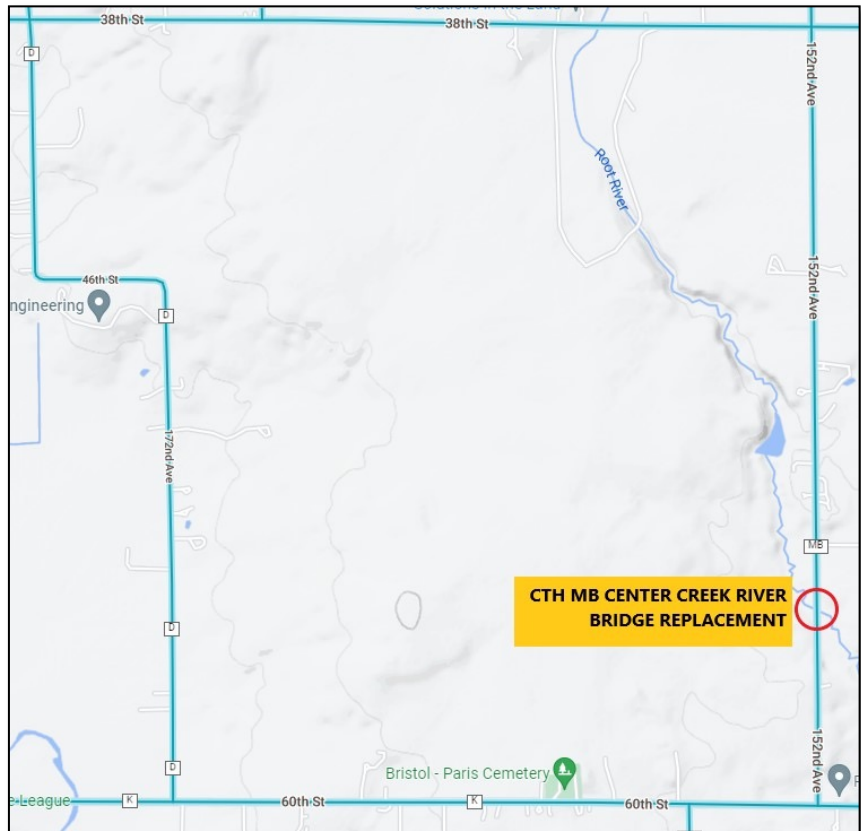 38th St
38th St
152nd Ave
D
Root River
152nd Ave
46th St
ngineering
D
172nd Ave
MB
CTH MB CENTER CREEK RIVER
BRIDGE REPLACEMENT
D
152nd Ave
D
Bristol - Paris Cemetery
e League
K
60th St
K
60th St